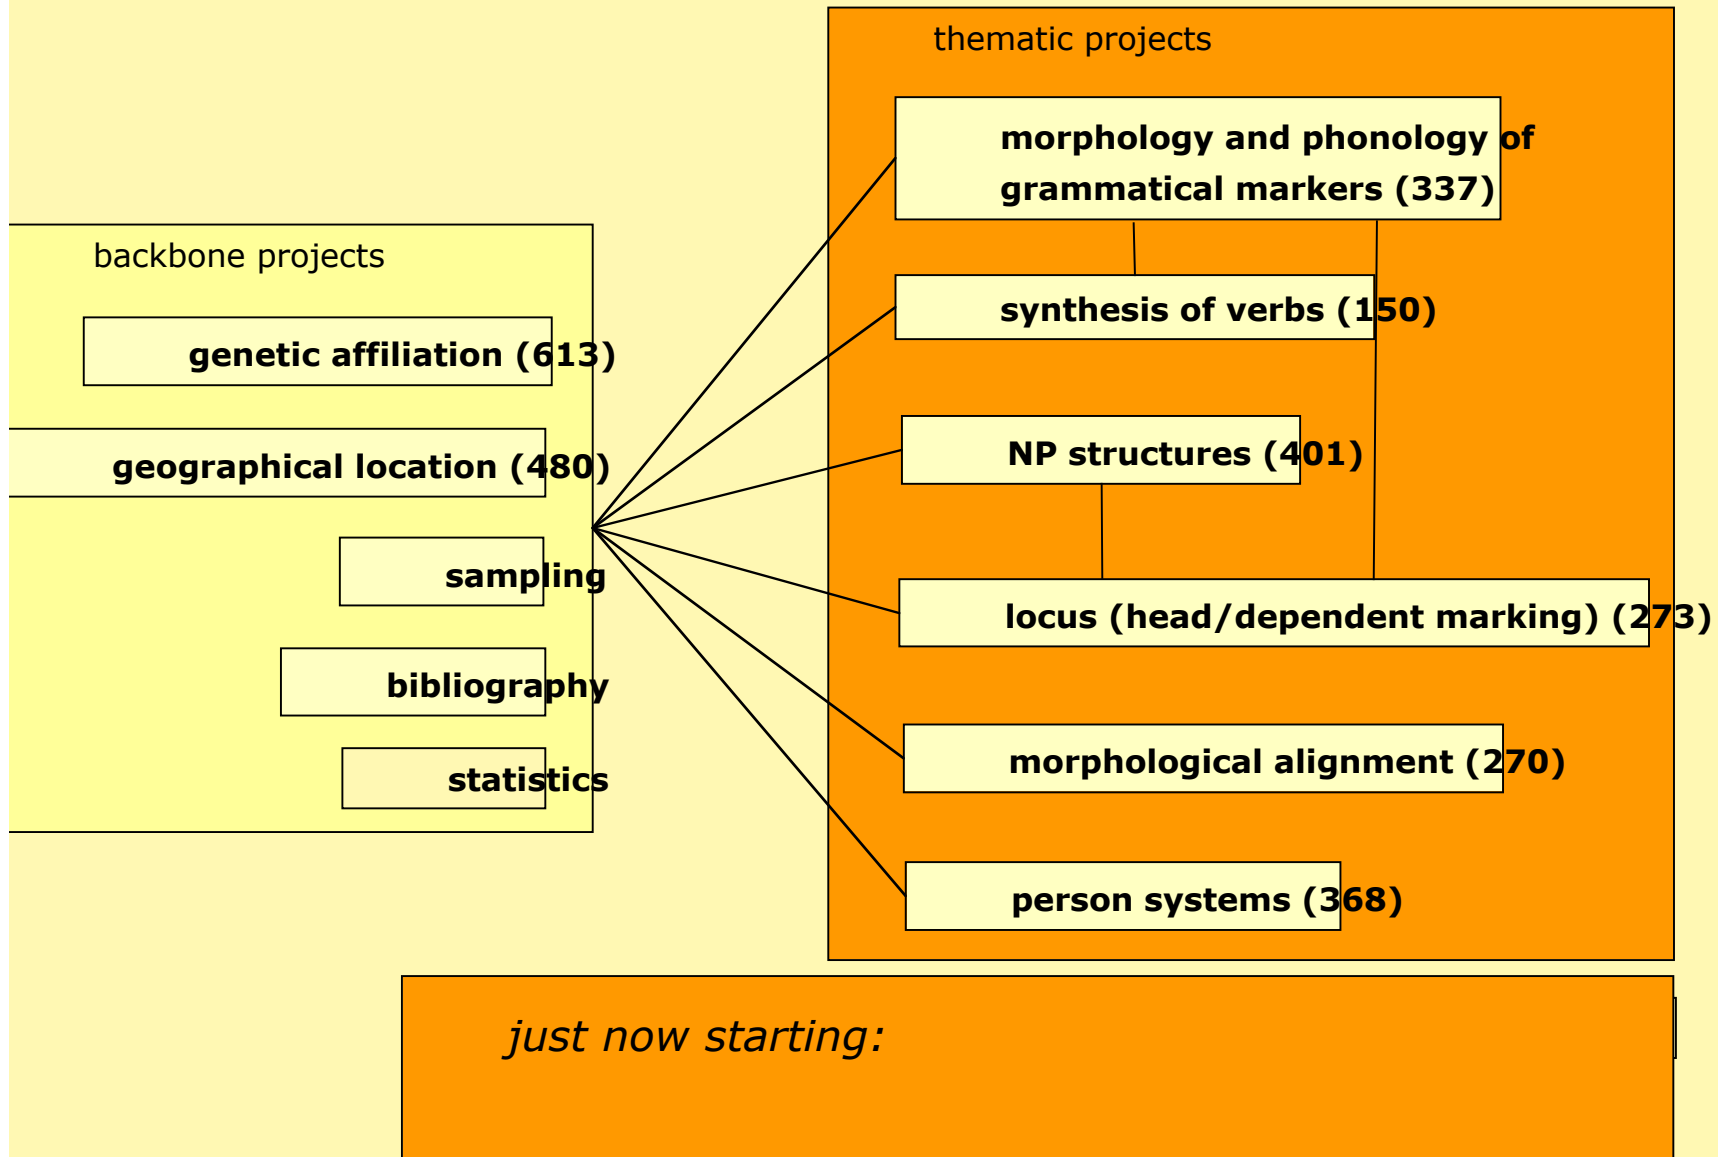 thematic projects
morphology and phonology of
grammatical markers (337)
synthesis of verbs (150)
NP structures (401)
locus (head/dependent marking) (273)
morphological alignment (270)
person systems (368)
backbone projects
genetic affiliation (613)
geographical location (480)
sampling
bibliography
statistics
just now starting: